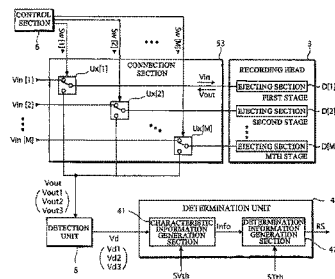 CONTROL
SECTION
6
Sw[1]
Sw[2]
Sw[M]
53
3
CONNECTION
SECTION
RECORDING HEAD
Vin [1]
Ux[1]
Vin
Vout
EJECTING SECTION
D[1]
FIRST STAGE
Vin [2]
Ux[2]
EJECTING SECTION
D[2]
SECOND STAGE
Ux[M]
Vin [M]
EJECTING SECTION
D[M]
MTH STAGE
Vout
Vout1
Vout2
Vout3
DETERMINATION UNIT
4
41
DETECTION
UNIT
Vd
Vd1
Vd2
Vd3
CHARACTERISTIC
INFORMATION
GENERATION
SECTION
Info
DETERMINATION
INFORMATION
GENERATION
SECTION
RS
42
SVth
STth